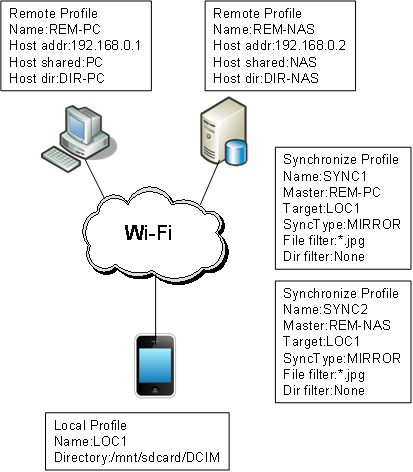 Remote Profile
Name:REM-PC
Host addr:192.168.0.1
Host shared:PC
Host dir:DIR-PC
Remote Profile
Name:REM-NAS
Host addr:192.168.0.2
Host shared:NAS
Host dir:DIR-NAS
Synchronize Profile
Name:SYNC1
Master:REM-PC
Target:LOC1
SyncType:MIRROR
File filter:*.jpg
Dir filter:None
Wi-Fi
Synchronize Profile
Name:SYNC2
Master:REM-NAS
Target:LOC1
SyncType:MIRROR
File filter:*.jpg
Dir filter:None
Local Profile
Name:LOC1
Directory:/mnt/sdcard/DCIM